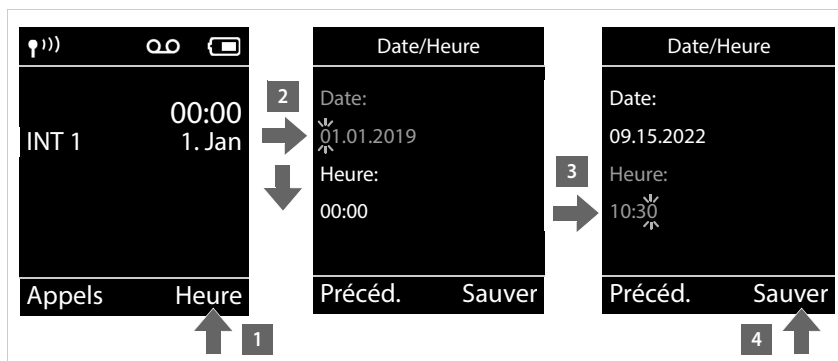 00:00
INT 1
1. Jan
Appels
Heure
1
2
Date/Heure
Date:
01.01.2019
Heure:
00:00
Précéd.
Sauver
3
Date/Heure
Date:
09.15.2022
Heure:
10:30
Précéd.
Sauver
4